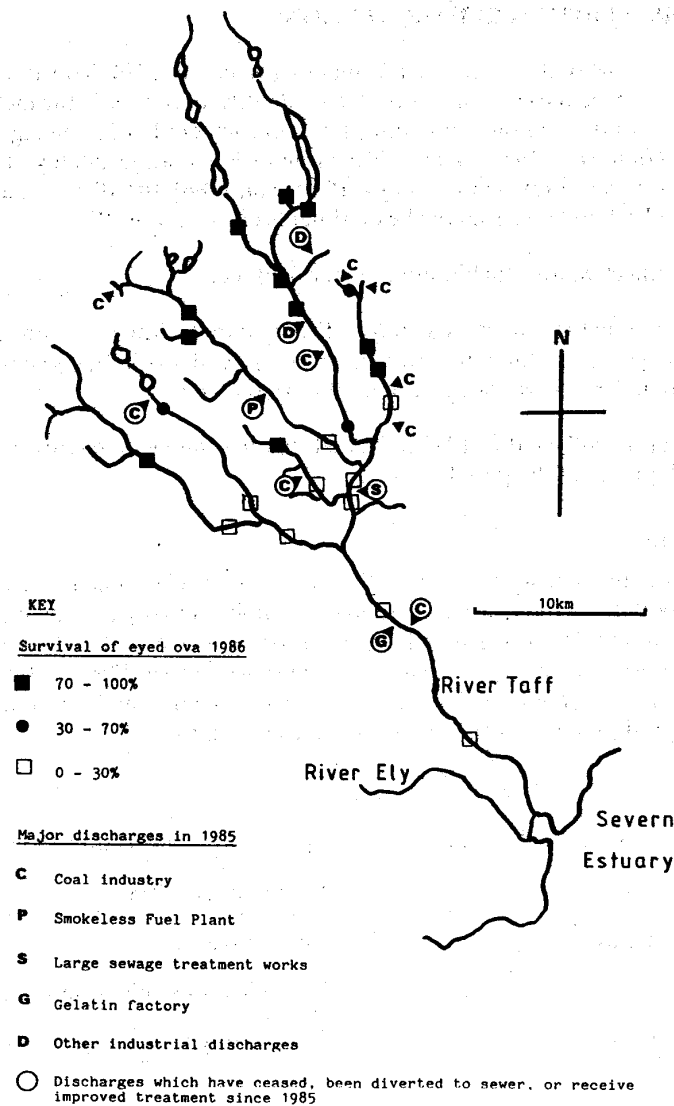 D
C
C
C
D
C
C
P
C
C
C
S
N
C
G
10km
River Taff
River Ely
Severn
Estuary
KEY
Survival of eyed ova 1986
70 - 100%
30 - 70%
0 - 30%
Major discharges in 1985
C Coal industry
P Smokeless Fuel Plant
S Large sewage treatment works
G Gelatin factory
D Other industrial discharges
Discharges which have ceased, been diverted to sewer, or receive
improved treatment since 1985